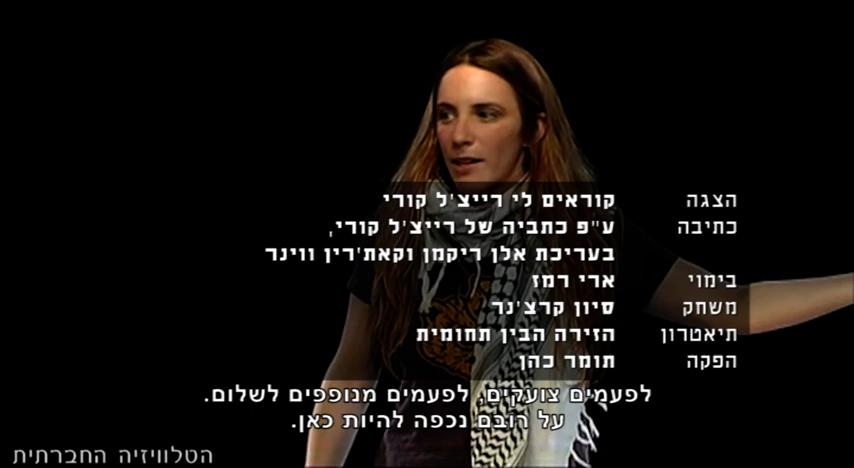 הצגה קוראים לי רייצ'ל קורי
כתיבה ע"פ כתביה של רייצ'ל קורי,
בעריכת אלן ריקמן וקאת'רין ווינר
בימוי ארי רמז
משחק סיון קרצ'נר
תיאטרון הזירה הבין תחומית
הפקה תומר כהן
לפעמים צועקים, לפעמים מנופפים לשלום.
על רובם נכפה להיות כאן.
הטלוויזיה החברתית